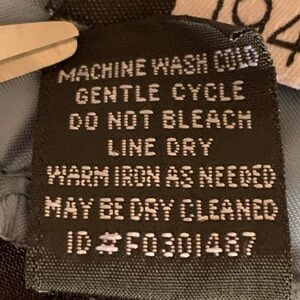 MACHINE WASH COLD
GENTLE CYCLE
DO NOT BLEACH
LINE DRY
WARM IRON AS NEEDED
MAY BE DRY CLEANED
ID#F0301487